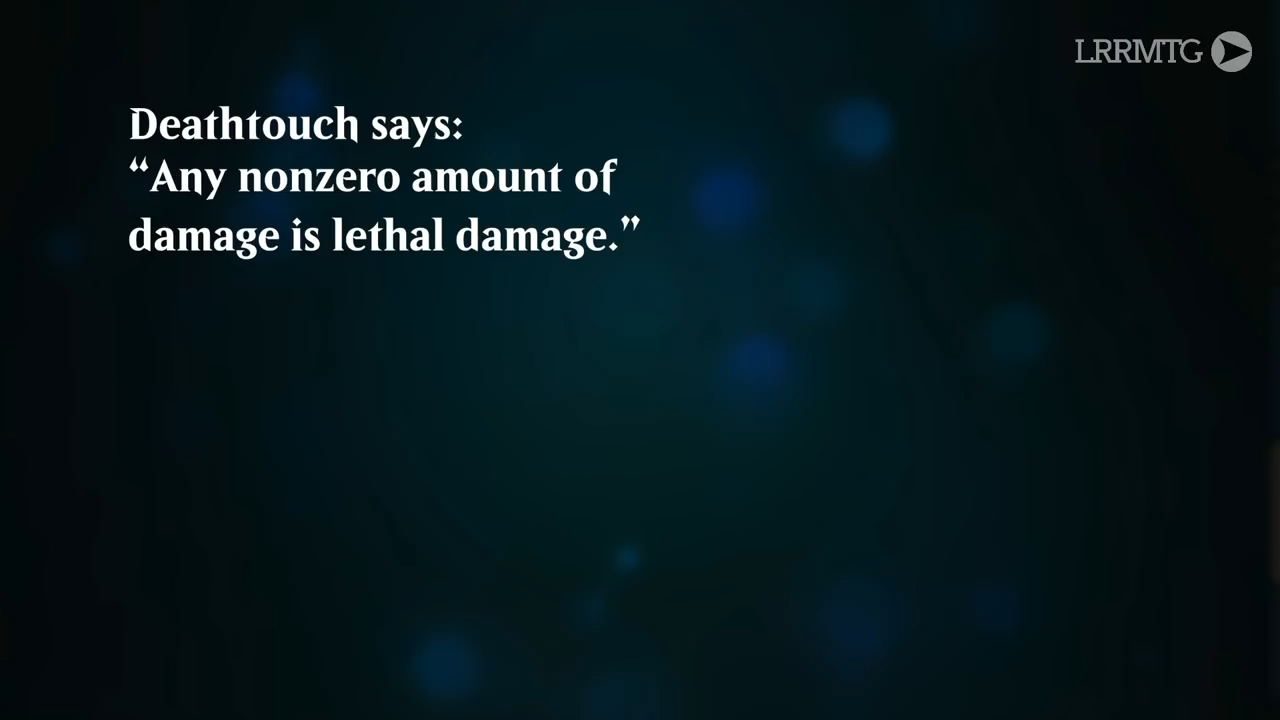 LRRMTG
Deathtouch says:
“Any nonzero amount of
damage is lethal damage.”